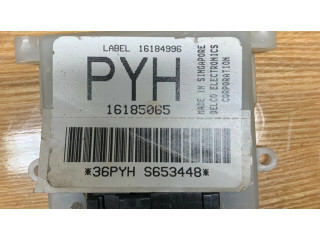 LABEL 16184996
PYH
16185065
*36PYH S653448*
MADE IN SINGAPORE
DELCO ELECTRONICS
CORPORATION